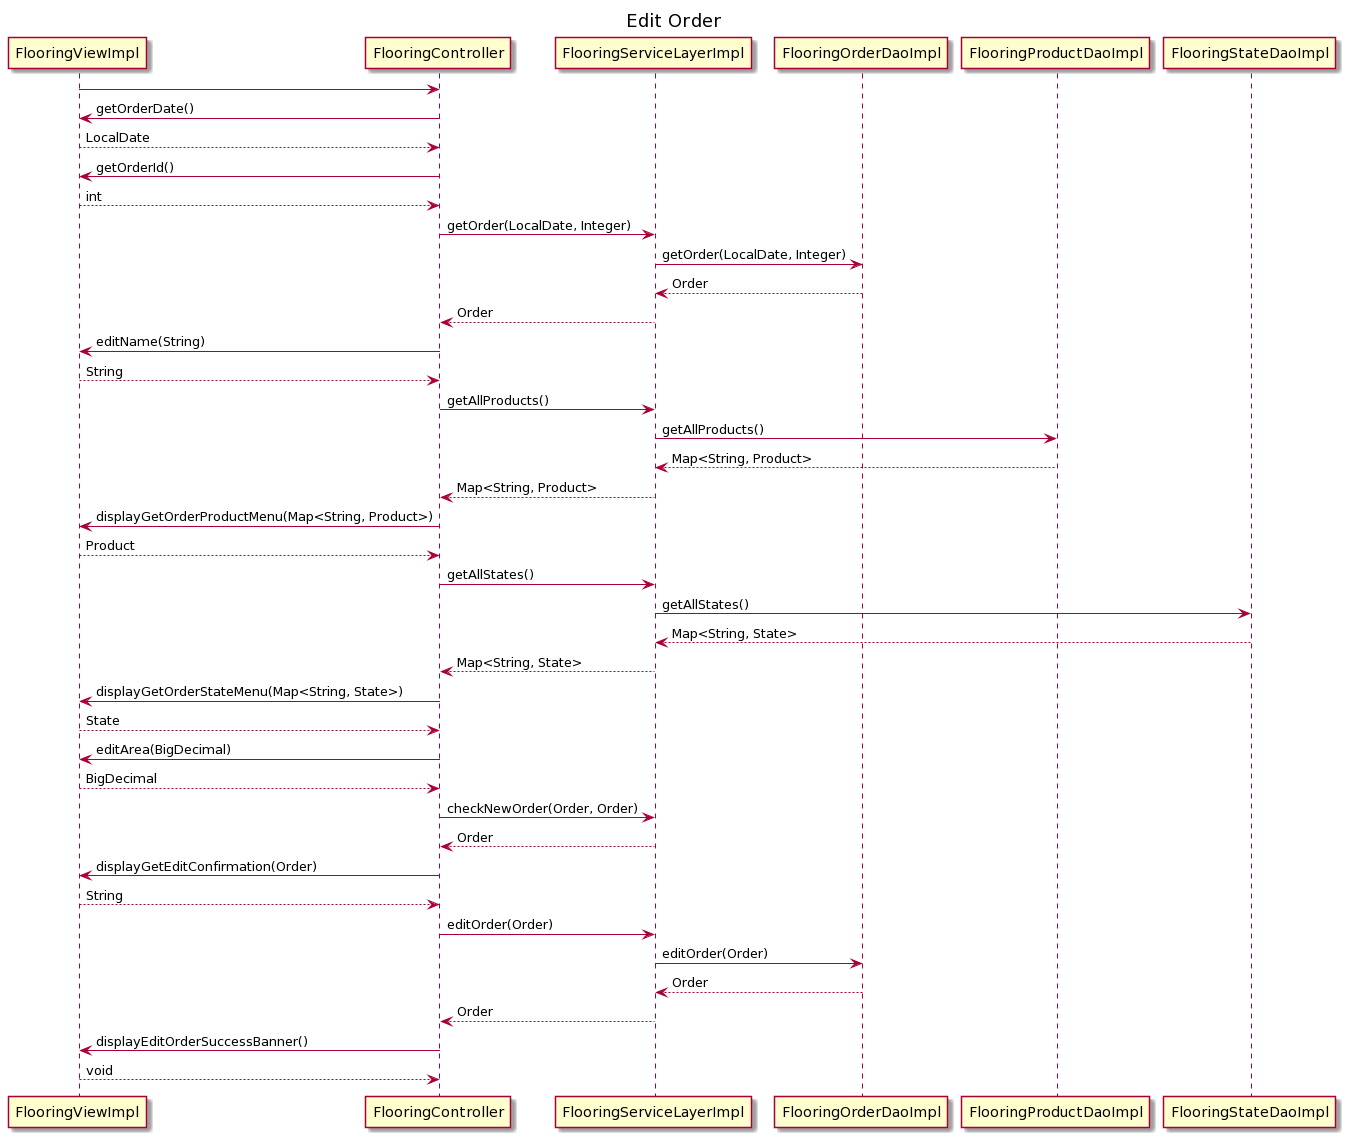 Edit Order
FlooringViewImpl FlooringController FlooringServiceLayerImpl FlooringOrderDaoImpl FlooringProductDaoImpl FlooringStateDaoImpl
getOrderDate()
LocalDate
getOrderId()
int
getOrder(LocalDate, Integer)
getOrder(LocalDate, Integer)
Order
Order
editName(String)
String
getAllProducts()
getAllProducts()
Map<String, Product>
Map<String, Product>
displayGetOrderProductMenu(Map<String, Product>)
Product
getAllStates()
getAllStates()
Map<String, State>
Map<String, State>
displayGetOrderStateMenu(Map<String, State>)
State
editArea(BigDecimal)
BigDecimal
checkNewOrder(Order, Order)
Order
displayGetEditConfirmation(Order)
String
editOrder(Order)
editOrder(Order)
Order
Order
displayEditOrderSuccessBanner()
void
FlooringViewImpl FlooringController FlooringServiceLayerImpl FlooringOrderDaoImpl FlooringProductDaoImpl FlooringStateDaoImpl